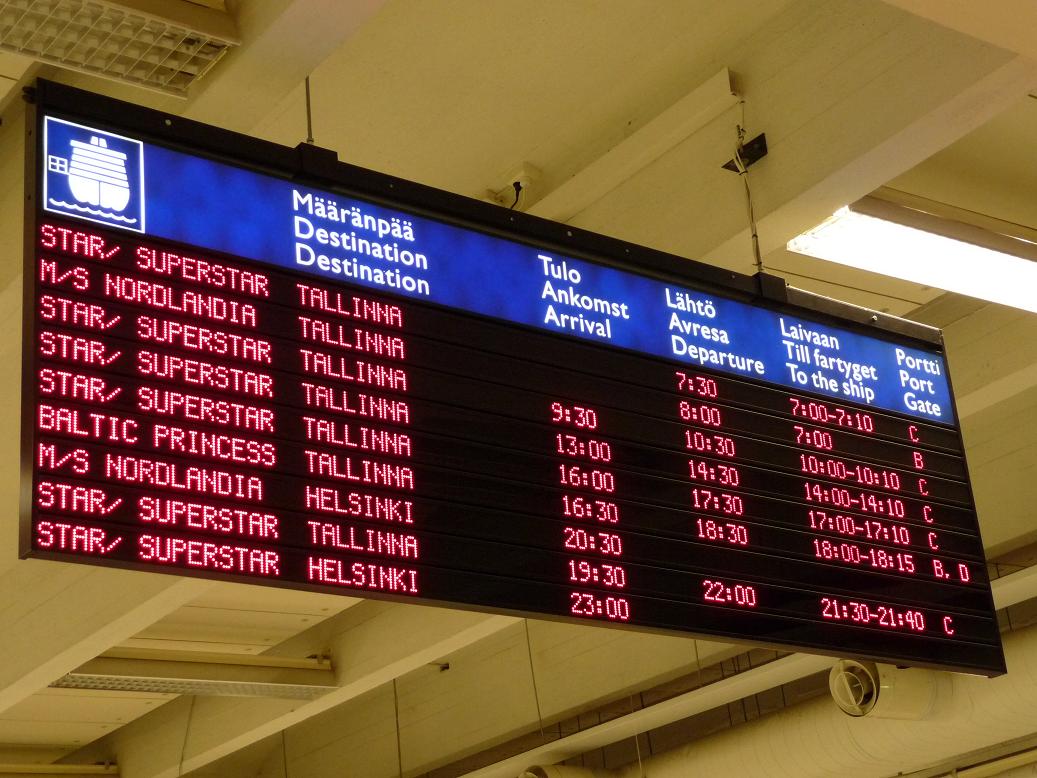 Määränpää
Destination
Destination
Tulo
Ankomst
Arrival
Lähtö
Avresa
Departure
Laivaan
Till fartyget
To the ship
Portti
Port
Gate
STAR/ SUPERSTAR TALLINNA 7:30 7:00-7:10 C
M/S NORDLANDIA TALLINNA 8:00 7:00 B
STAR/ SUPERSTAR TALLINNA 9:30 10:30 10:00-10:10 C
STAR/ SUPERSTAR TALLINNA 13:00 14:30 14:00-14:10 C
STAR/ SUPERSTAR TALLINNA 16:00 17:30 17:00-17:10 C
BALTIC PRINCESS TALLINNA 16:30 18:30 18:00-18:15 B, D
M/S NORDLANDIA HELSINKI 20:30
STAR/ SUPERSTAR TALLINNA 19:30 22:00 21:30-21:40 C
STAR/ SUPERSTAR HELSINKI 23:00